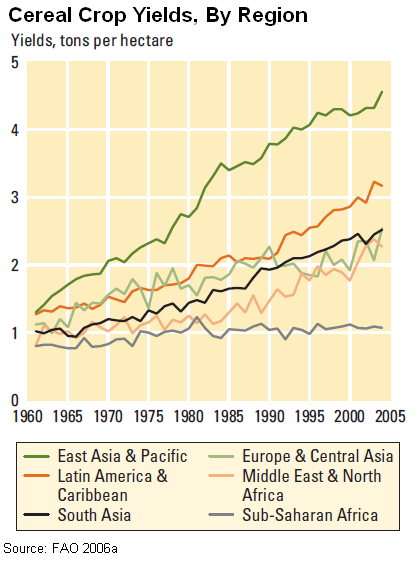 Cereal Crop Yields, By Region
Yields, tons per hectare
5
4
3
2
1
0
1960 1965 1970 1975 1980 1985 1990 1995 2000 2005
East Asia & Pacific
Latin America &
Caribbean
South Asia
Europe & Central Asia
Middle East & North
Africa
Sub-Saharan Africa
Source: FAO 2006a